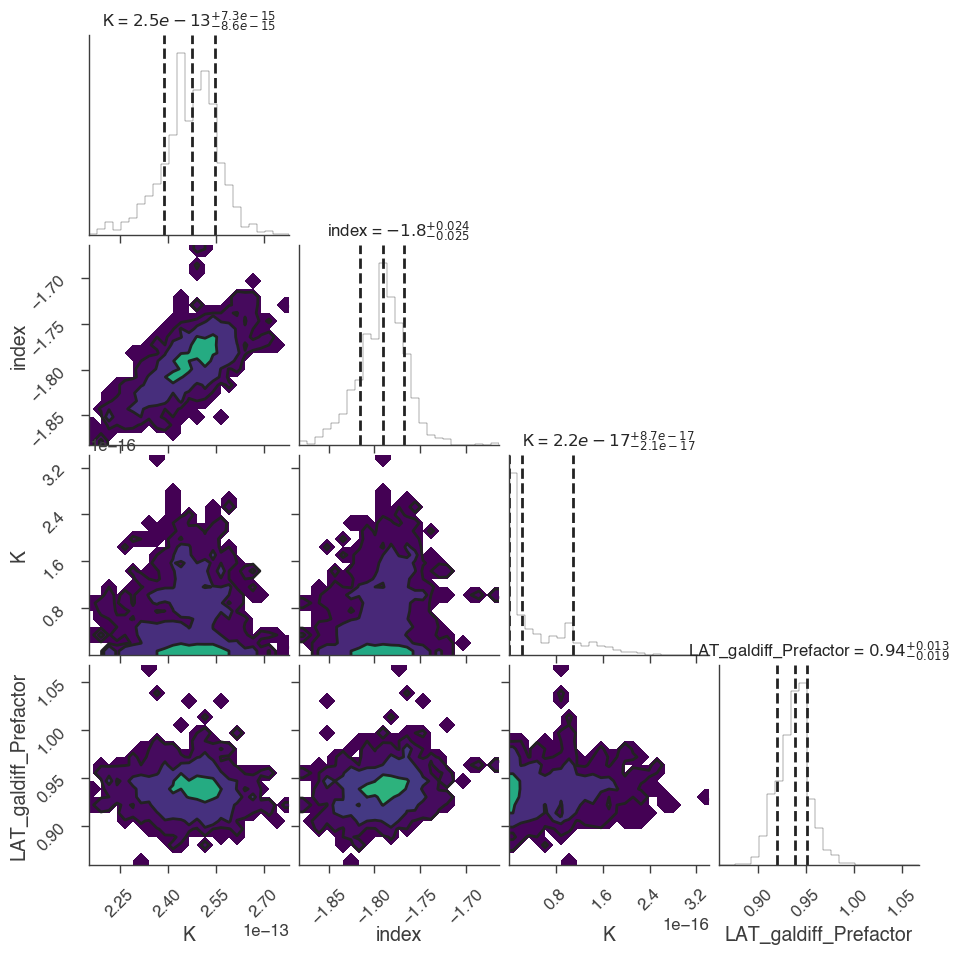 K = 2.5e−13+7.3e−15 −8.6e−15
index = −1.8+0.024 −0.025
−1.70
−1.75
−1.80
−1.85
index
1e−16
K = 2.2e−17+8.7e−17 −2.1e−17
3.2
2.4
1.6
0.8
K
LAT_galdiff_Prefactor = 0.94+0.013 −0.019
1.05
1.00
0.95
0.90
LAT_galdiff_Prefactor
2.25 2.40 2.55 2.70
1e−13
K
−1.85 −1.80 −1.75 −1.70
index
0.8 1.6 2.4 3.2
1e−16
K
0.90 0.95 1.00 1.05
LAT_galdiff_Prefactor